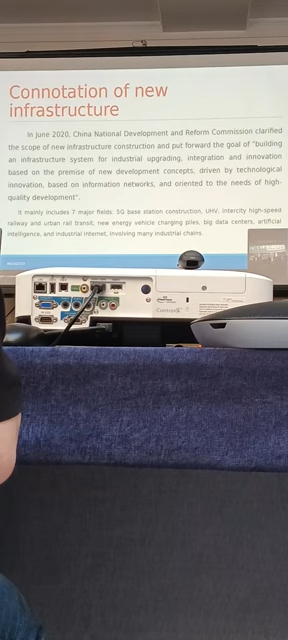 Connotation of new
infrastructure
In June 2020, China National Development and Reform Commission clarified
the scope of new infrastructure construction and put forward the goal of "building
an infrastructure system for industrial upgrading, integration and innovation
based on the premise of new development concepts, driven by technological
innovation, based on information networks, and oriented to the needs of high-
quality development".
It mainly includes 7 major fields: 5G base station construction, UHV, intercity high-speed
railway and urban rail transit, new energy vehicle charging piles, big data centers, artificial
intelligence, and industrial Internet, involving many industrial chains.